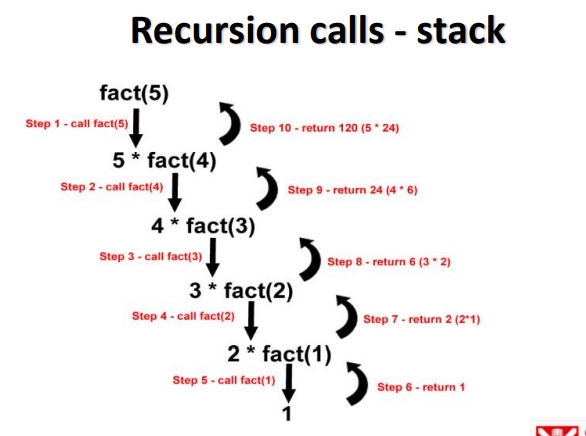 Recursion calls - stack
fact(5)
Step 1 - call fact(5)
Step 10 - return 120 (5 * 24)
5 * fact(4)
Step 2 - call fact(4)
Step 9 - return 24 (4 * 6)
4 * fact(3)
Step 3 - call fact(3)
Step 8 - return 6 (3 * 2)
3 * fact(2)
Step 4 - call fact(2)
Step 7 - return 2 (2*1)
2 * fact(1)
Step 5 - call fact(1)
Step 6 - return 1
1